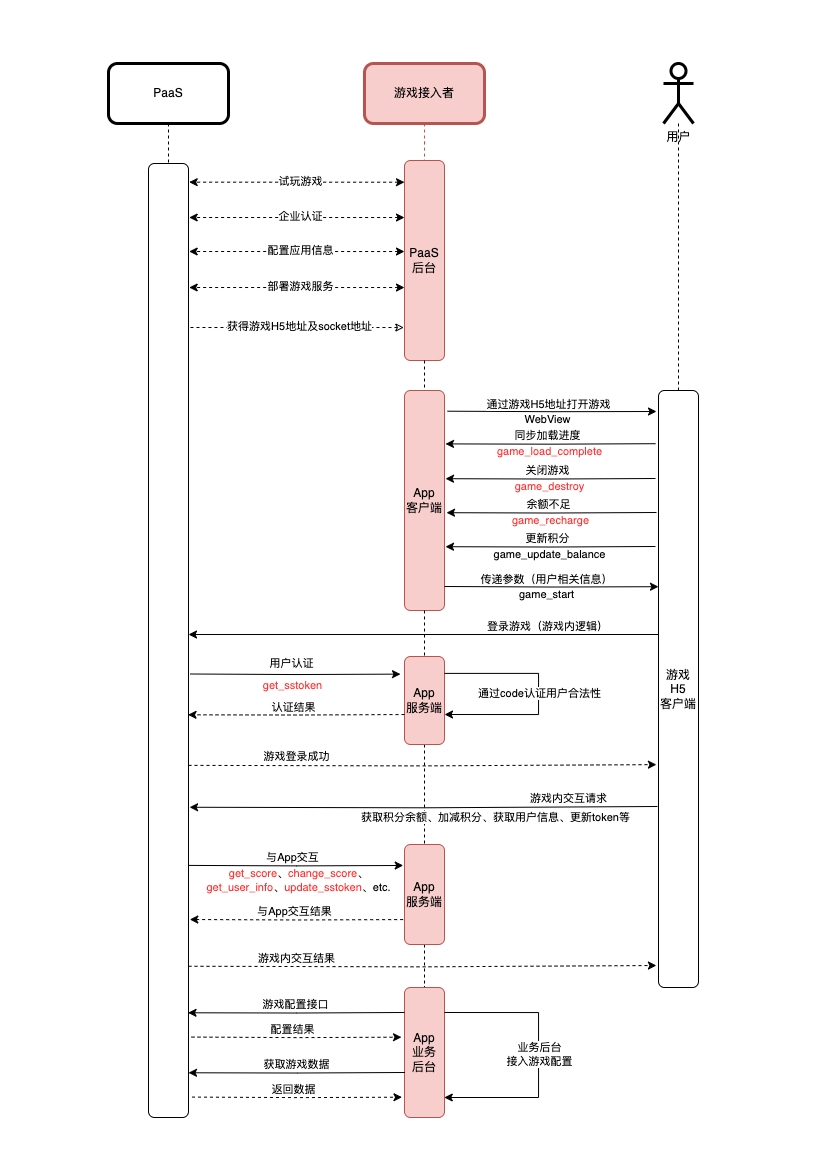 PaaS
游戏接入者
用户
试玩游戏
企业认证
配置应用信息
部署游戏服务
获得游戏H5地址及socket地址
PaaS
后台
通过游戏H5地址打开游戏
WebView
同步加载进度
game_load_complete
关闭游戏
game_destroy
余额不足
game_recharge
更新积分
game_update_balance
传递参数（用户相关信息）
game_start
App
客户端
登录游戏（游戏内逻辑）
用户认证
get_sstoken
认证结果
App
服务端
通过code认证用户合法性
游戏
H5
客户端
游戏登录成功
游戏内交互请求
获取积分余额、加减积分、获取用户信息、更新token等
与App交互
get_score、change_score、
get_user_info、update_sstoken、etc.
与App交互结果
App
服务端
游戏内交互结果
游戏配置接口
配置结果
获取游戏数据
返回数据
App
业务
后台
业务后台
接入游戏配置